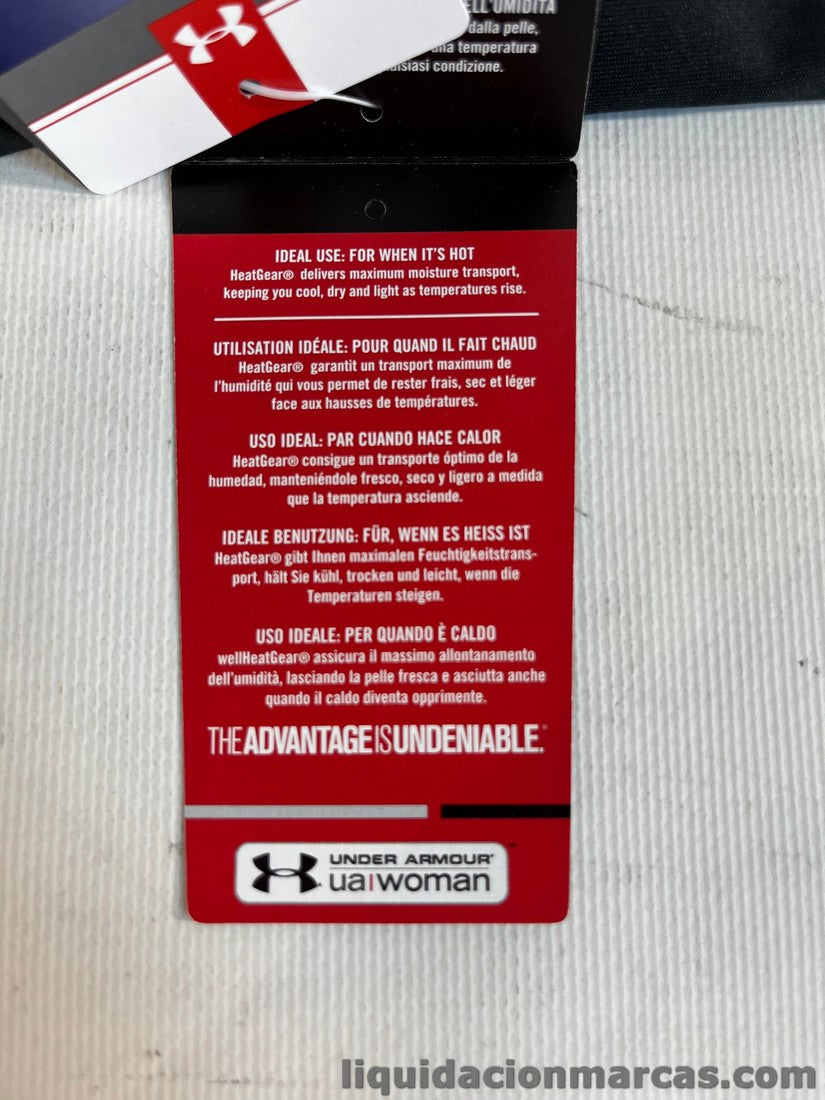 ELL'UMIDITÀ
dalla pelle,
na temperatura
alsiasi condizione.
IDEAL USE: FOR WHEN IT'S HOT
HeatGear® delivers maximum moisture transport,
keeping you cool, dry and light as temperatures rise.
UTILISATION IDÉALE: POUR QUAND IL FAIT CHAUD
HeatGear® garantit un transport maximum de
l'humidité qui vous permet de rester frais, sec et léger
face aux hausses de températures.
USO IDEAL: PAR CUANDO HACE CALOR
HeatGear® consigue un transporte óptimo de la
humedad, manteniéndole fresco, seco y ligero a medida
que la temperatura asciende.
IDEALE BENUTZUNG: FÜR, WENN ES HEISS IST
HeatGear® gibt Ihnen maximalen Feuchtigkeitstrans-
port, hält Sie kühl, trocken und leicht, wenn die
Temperaturen steigen.
USO IDEALE: PER QUANDO È CALDO
wellHeatGear® assicura il massimo allontanamento
dell'umidità, lasciando la pelle fresca e asciutta anche
quando il caldo diventa opprimente.
THE ADVANTAGE IS UNDENIABLE.
UNDER ARMOUR
ua|woman
liquidacionmarcas.com